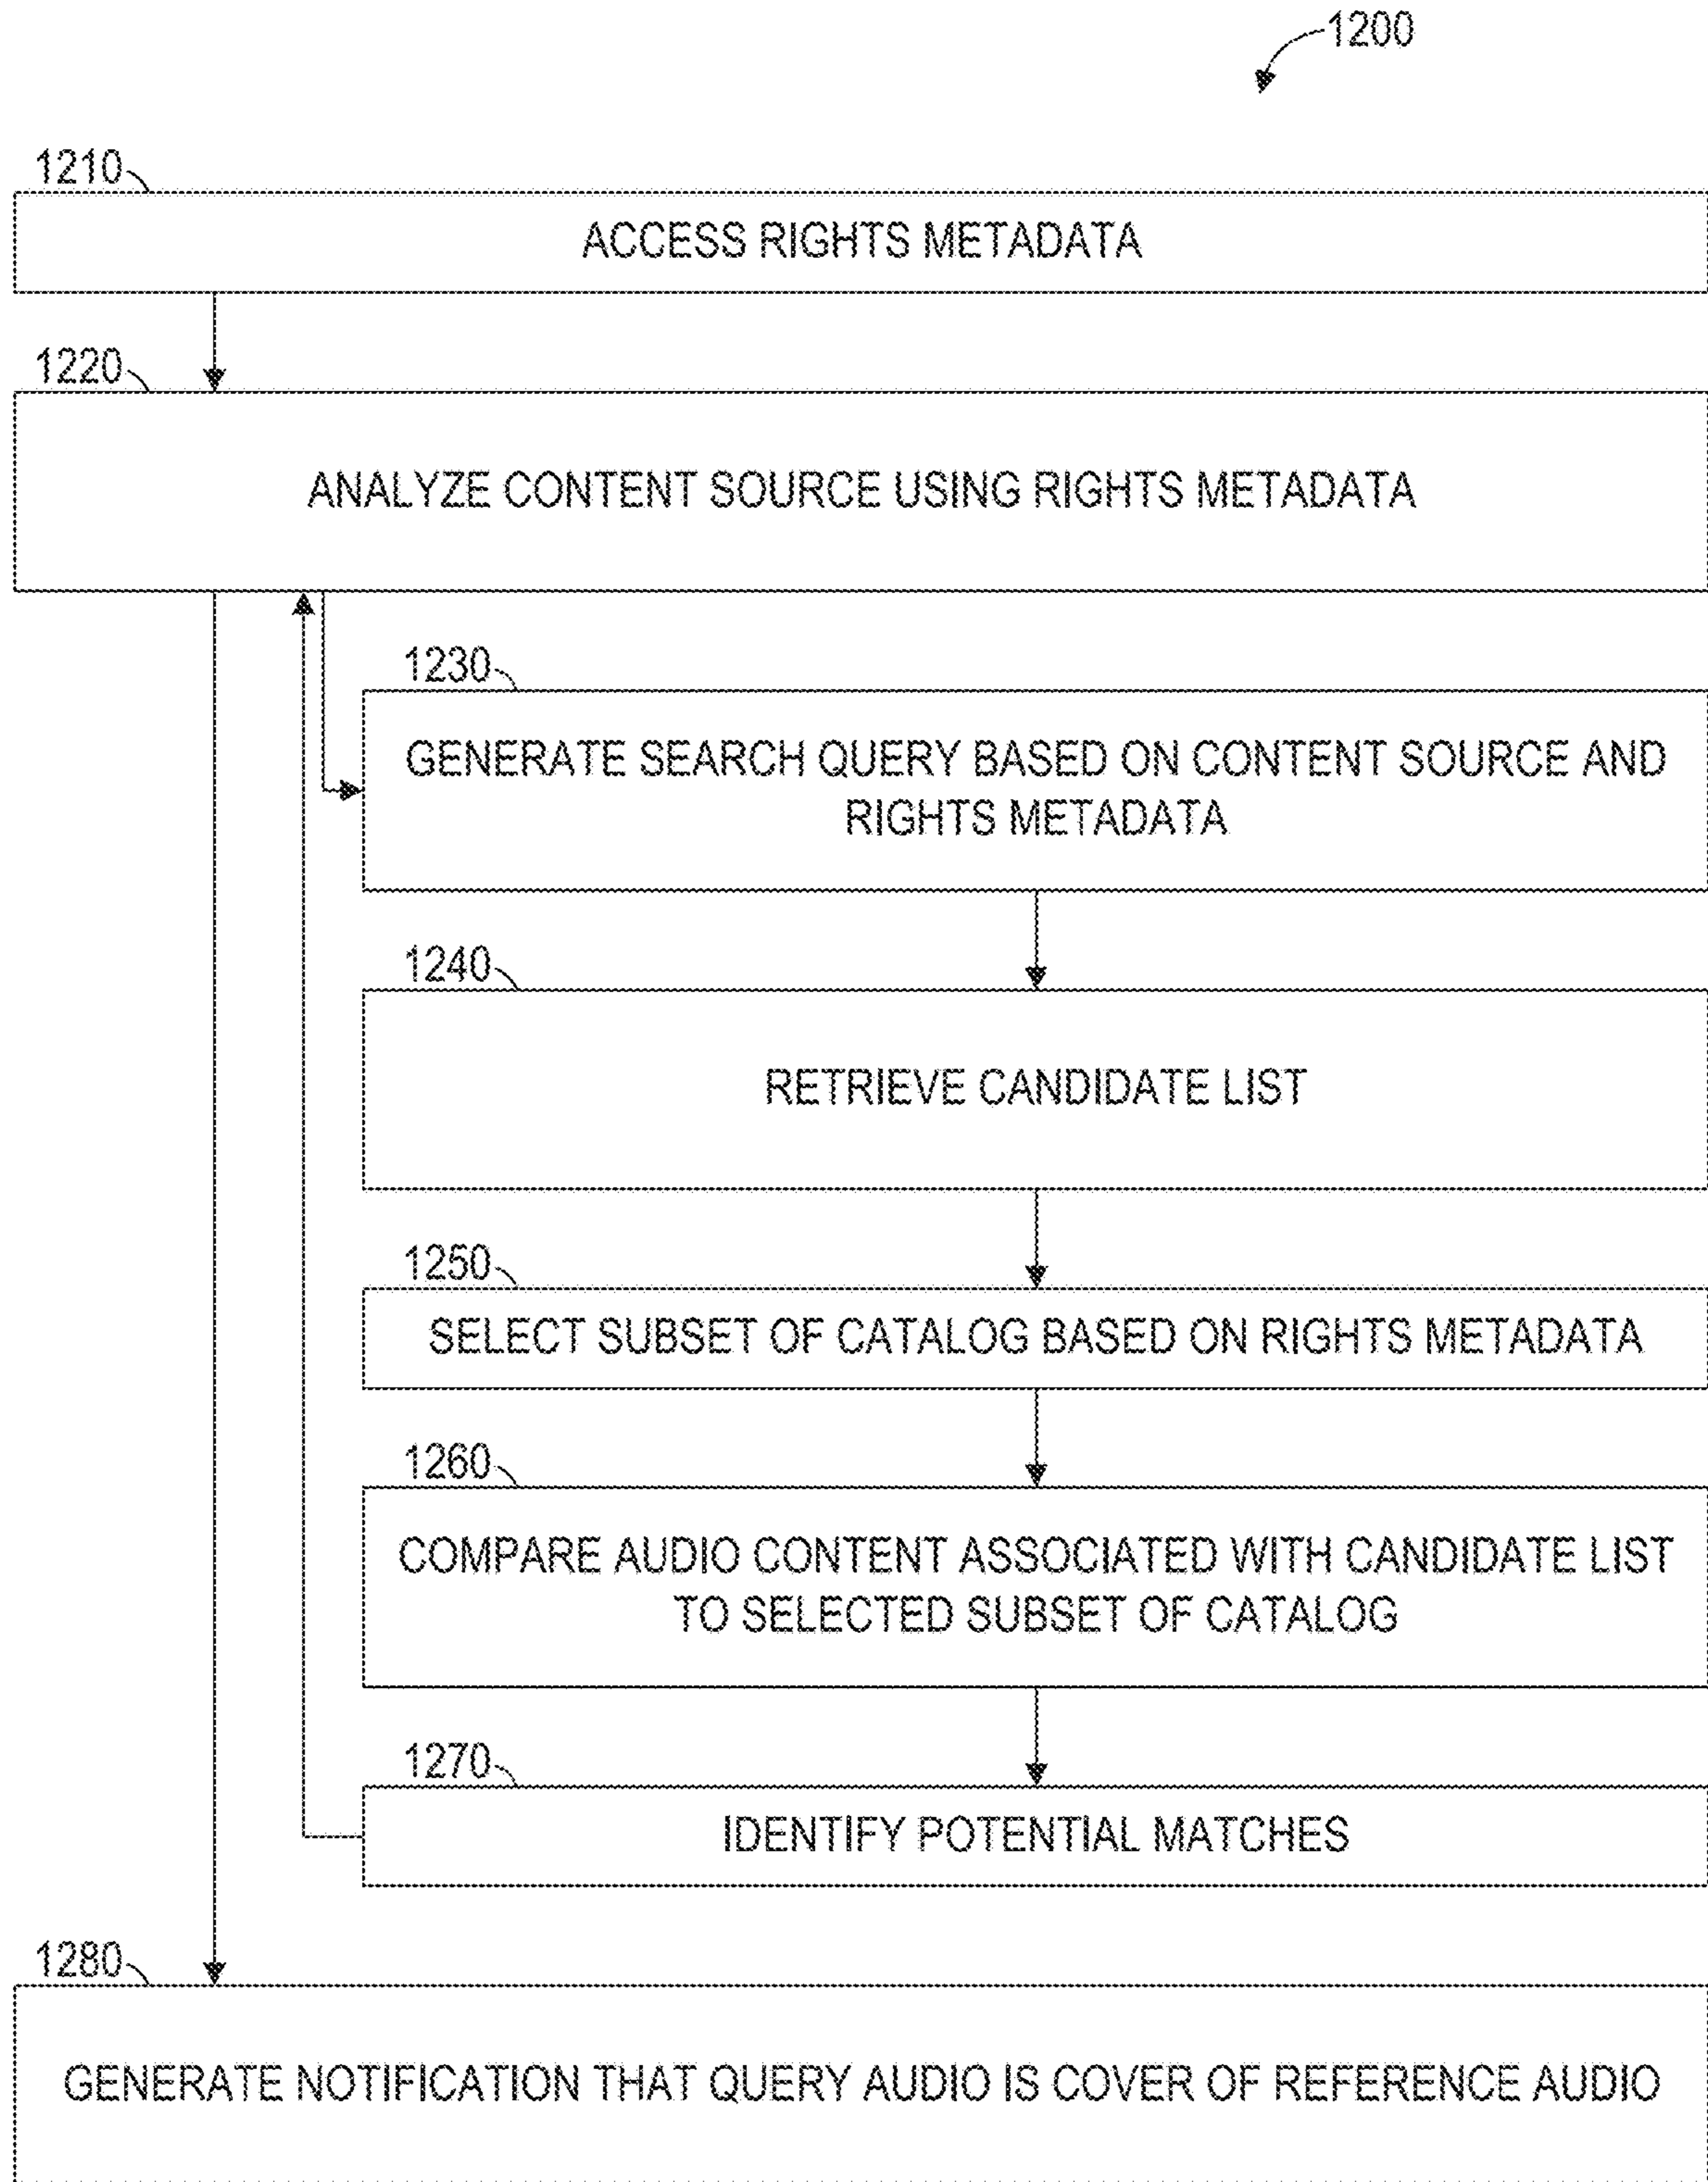 1200
1210
ACCESS RIGHTS METADATA
1220
ANALYZE CONTENT SOURCE USING RIGHTS METADATA
1230
GENERATE SEARCH QUERY BASED ON CONTENT SOURCE AND
RIGHTS METADATA
1240
RETRIEVE CANDIDATE LIST
1250
SELECT SUBSET OF CATALOG BASED ON RIGHTS METADATA
1260
COMPARE AUDIO CONTENT ASSOCIATED WITH CANDIDATE LIST
TO SELECTED SUBSET OF CATALOG
1270
IDENTIFY POTENTIAL MATCHES
1280
GENERATE NOTIFICATION THAT QUERY AUDIO IS COVER OF REFERENCE AUDIO